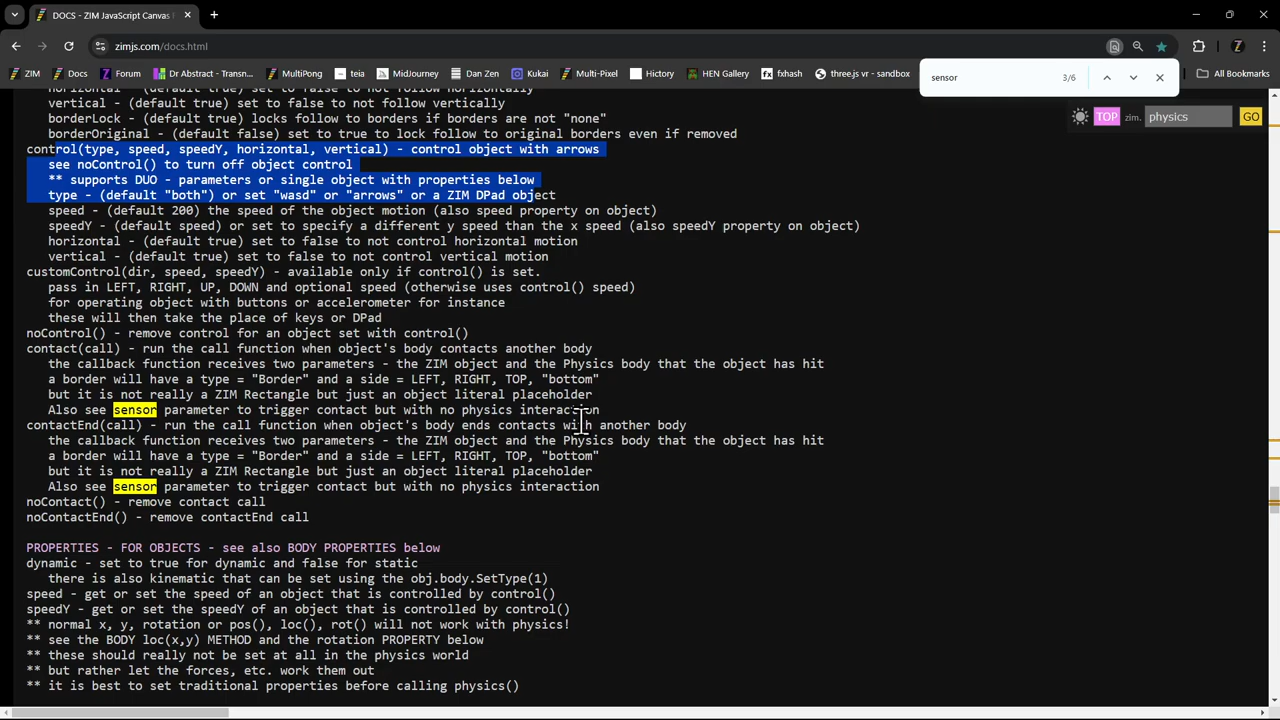 DOCS - ZIM JavaScript Canvas
zimjs.com/docs.html
ZIM
Docs
Forum
Dr Abstract - Transn...
MultiPong
teia
MidJourney
Dan Zen
Kukai
Multi-Pixel
Hictory
HEN Gallery
fxhash
three.js vr - sandbox
All Bookmarks
sensor
3/6
TOP
zim.
physics
GO
horizontal - (default true) set to false to not follow horizontally
vertical - (default true) set to false to not follow vertically
borderLock - (default true) locks follow to borders if borders are not "none"
borderOriginal - (default false) set to true to lock follow to original borders even if removed
control(type, speed, speedY, horizontal, vertical) - control object with arrows
see noControl() to turn off object control
** supports DUO - parameters or single object with properties below
type - (default "both") or set "wasd" or "arrows" or a ZIM DPad object
speed - (default 200) the speed of the object motion (also speed property on object)
speedY - (default speed) or set to specify a different y speed than the x speed (also speedY property on object)
horizontal - (default true) set to false to not control horizontal motion
vertical - (default true) set to false to not control vertical motion
customControl(dir, speed, speedY) - available only if control() is set.
pass in LEFT, RIGHT, UP, DOWN and optional speed (otherwise uses control() speed)
for operating object with buttons or accelerometer for instance
these will then take the place of keys or DPad
noControl() - remove control for an object set with control()
contact(call) - run the call function when object's body contacts another body
the callback function receives two parameters - the ZIM object and the Physics body that the object has hit
a border will have a type = "Border" and a side = LEFT, RIGHT, TOP, "bottom"
but it is not really a ZIM Rectangle but just an object literal placeholder
Also see sensor parameter to trigger contact but with no physics interaction
contactEnd(call) - run the call function when object's body ends contacts with another body
the callback function receives two parameters - the ZIM object and the Physics body that the object has hit
a border will have a type = "Border" and a side = LEFT, RIGHT, TOP, "bottom"
but it is not really a ZIM Rectangle but just an object literal placeholder
Also see sensor parameter to trigger contact but with no physics interaction
noContact() - remove contact call
noContactEnd() - remove contactEnd call
PROPERTIES - FOR OBJECTS - see also BODY PROPERTIES below
dynamic - set to true for dynamic and false for static
there is also kinematic that can be set using the obj.body.SetType(1)
speed - get or set the speed of an object that is controlled by control()
speedY - get or set the speedY of an object that is controlled by control()
** normal x, y, rotation or pos(), loc(), rot() will not work with physics!
** see the BODY loc(x,y) METHOD and the rotation PROPERTY below
** these should really not be set at all in the physics world
** but rather let the forces, etc. work them out
** it is best to set traditional properties before calling physics()